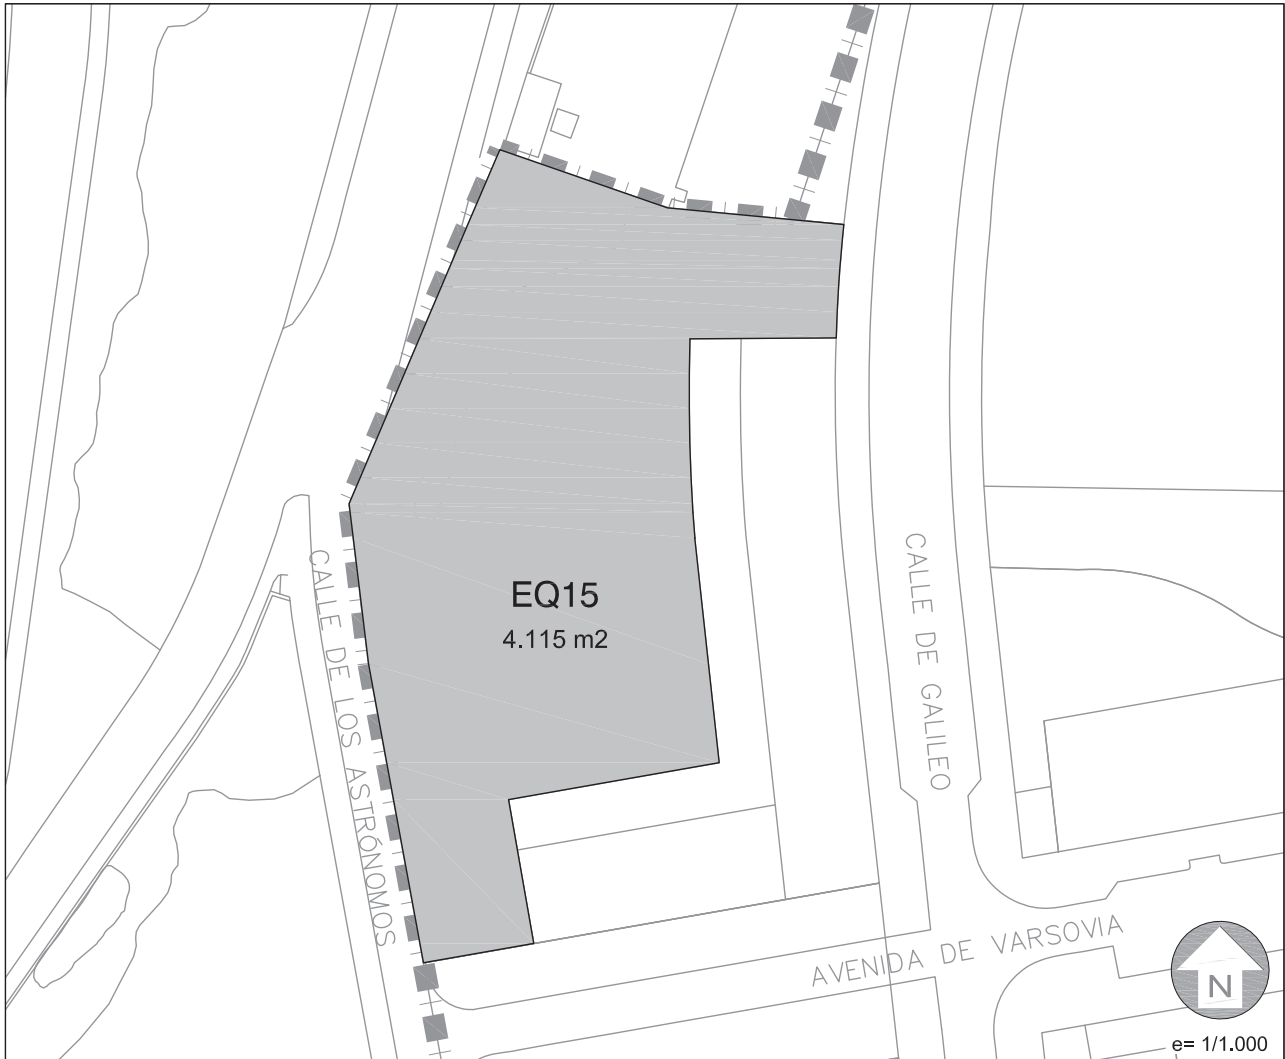 EQ15
4.115 m2
CALLE DE LOS ASTRÓNOMOS
CALLE DE GALILEO
AVENIDA DE VARSOVIA
N
e= 1/1.000